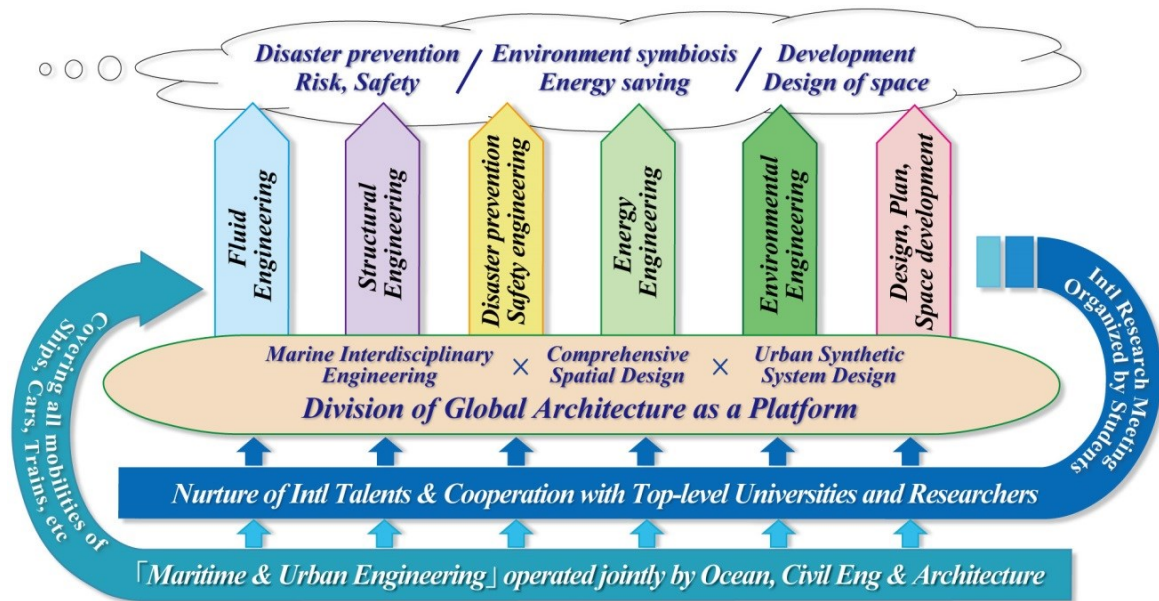 Disaster prevention
Risk, Safety
/
Environment symbiosis
Energy saving
/
Development
Design of space
Fluid
Engineering
Structural
Engineering
Disaster prevention
Safety engineering
Energy
Engineering
Environmental
Engineering
Design, Plan,
Space development
Covering all mobilities of
Ships, Cars, Trains, etc
Intl Research Meeting
Organized by Students
Marine Interdisciplinary
Engineering
×
Comprehensive
Spatial Design
×
Urban Synthetic
System Design
Division of Global Architecture as a Platform
Nurture of Intl Talents & Cooperation with Top-level Universities and Researchers
「Maritime & Urban Engineering」operated jointly by Ocean, Civil Eng & Architecture